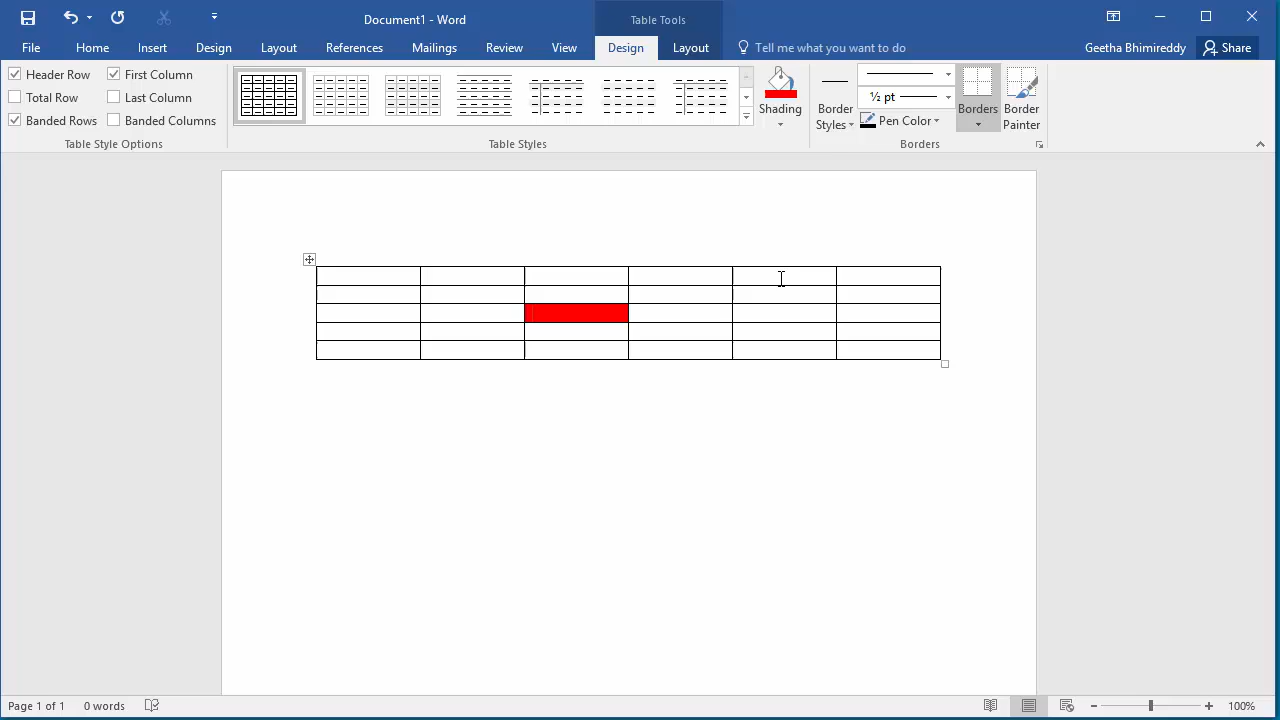 Document1 - Word
Table Tools
File
Home
Insert
Design
Layout
References
Mailings
Review
View
Design
Layout
Tell me what you want to do
Geetha Bhimireddy
Share
Header Row
First Column
Total Row
Last Column
Banded Rows
Banded Columns
Table Style Options
Table Styles
Shading
Border
Styles
½ pt
Pen Color
Borders
Border
Painter
Borders
Page 1 of 1
0 words
100%